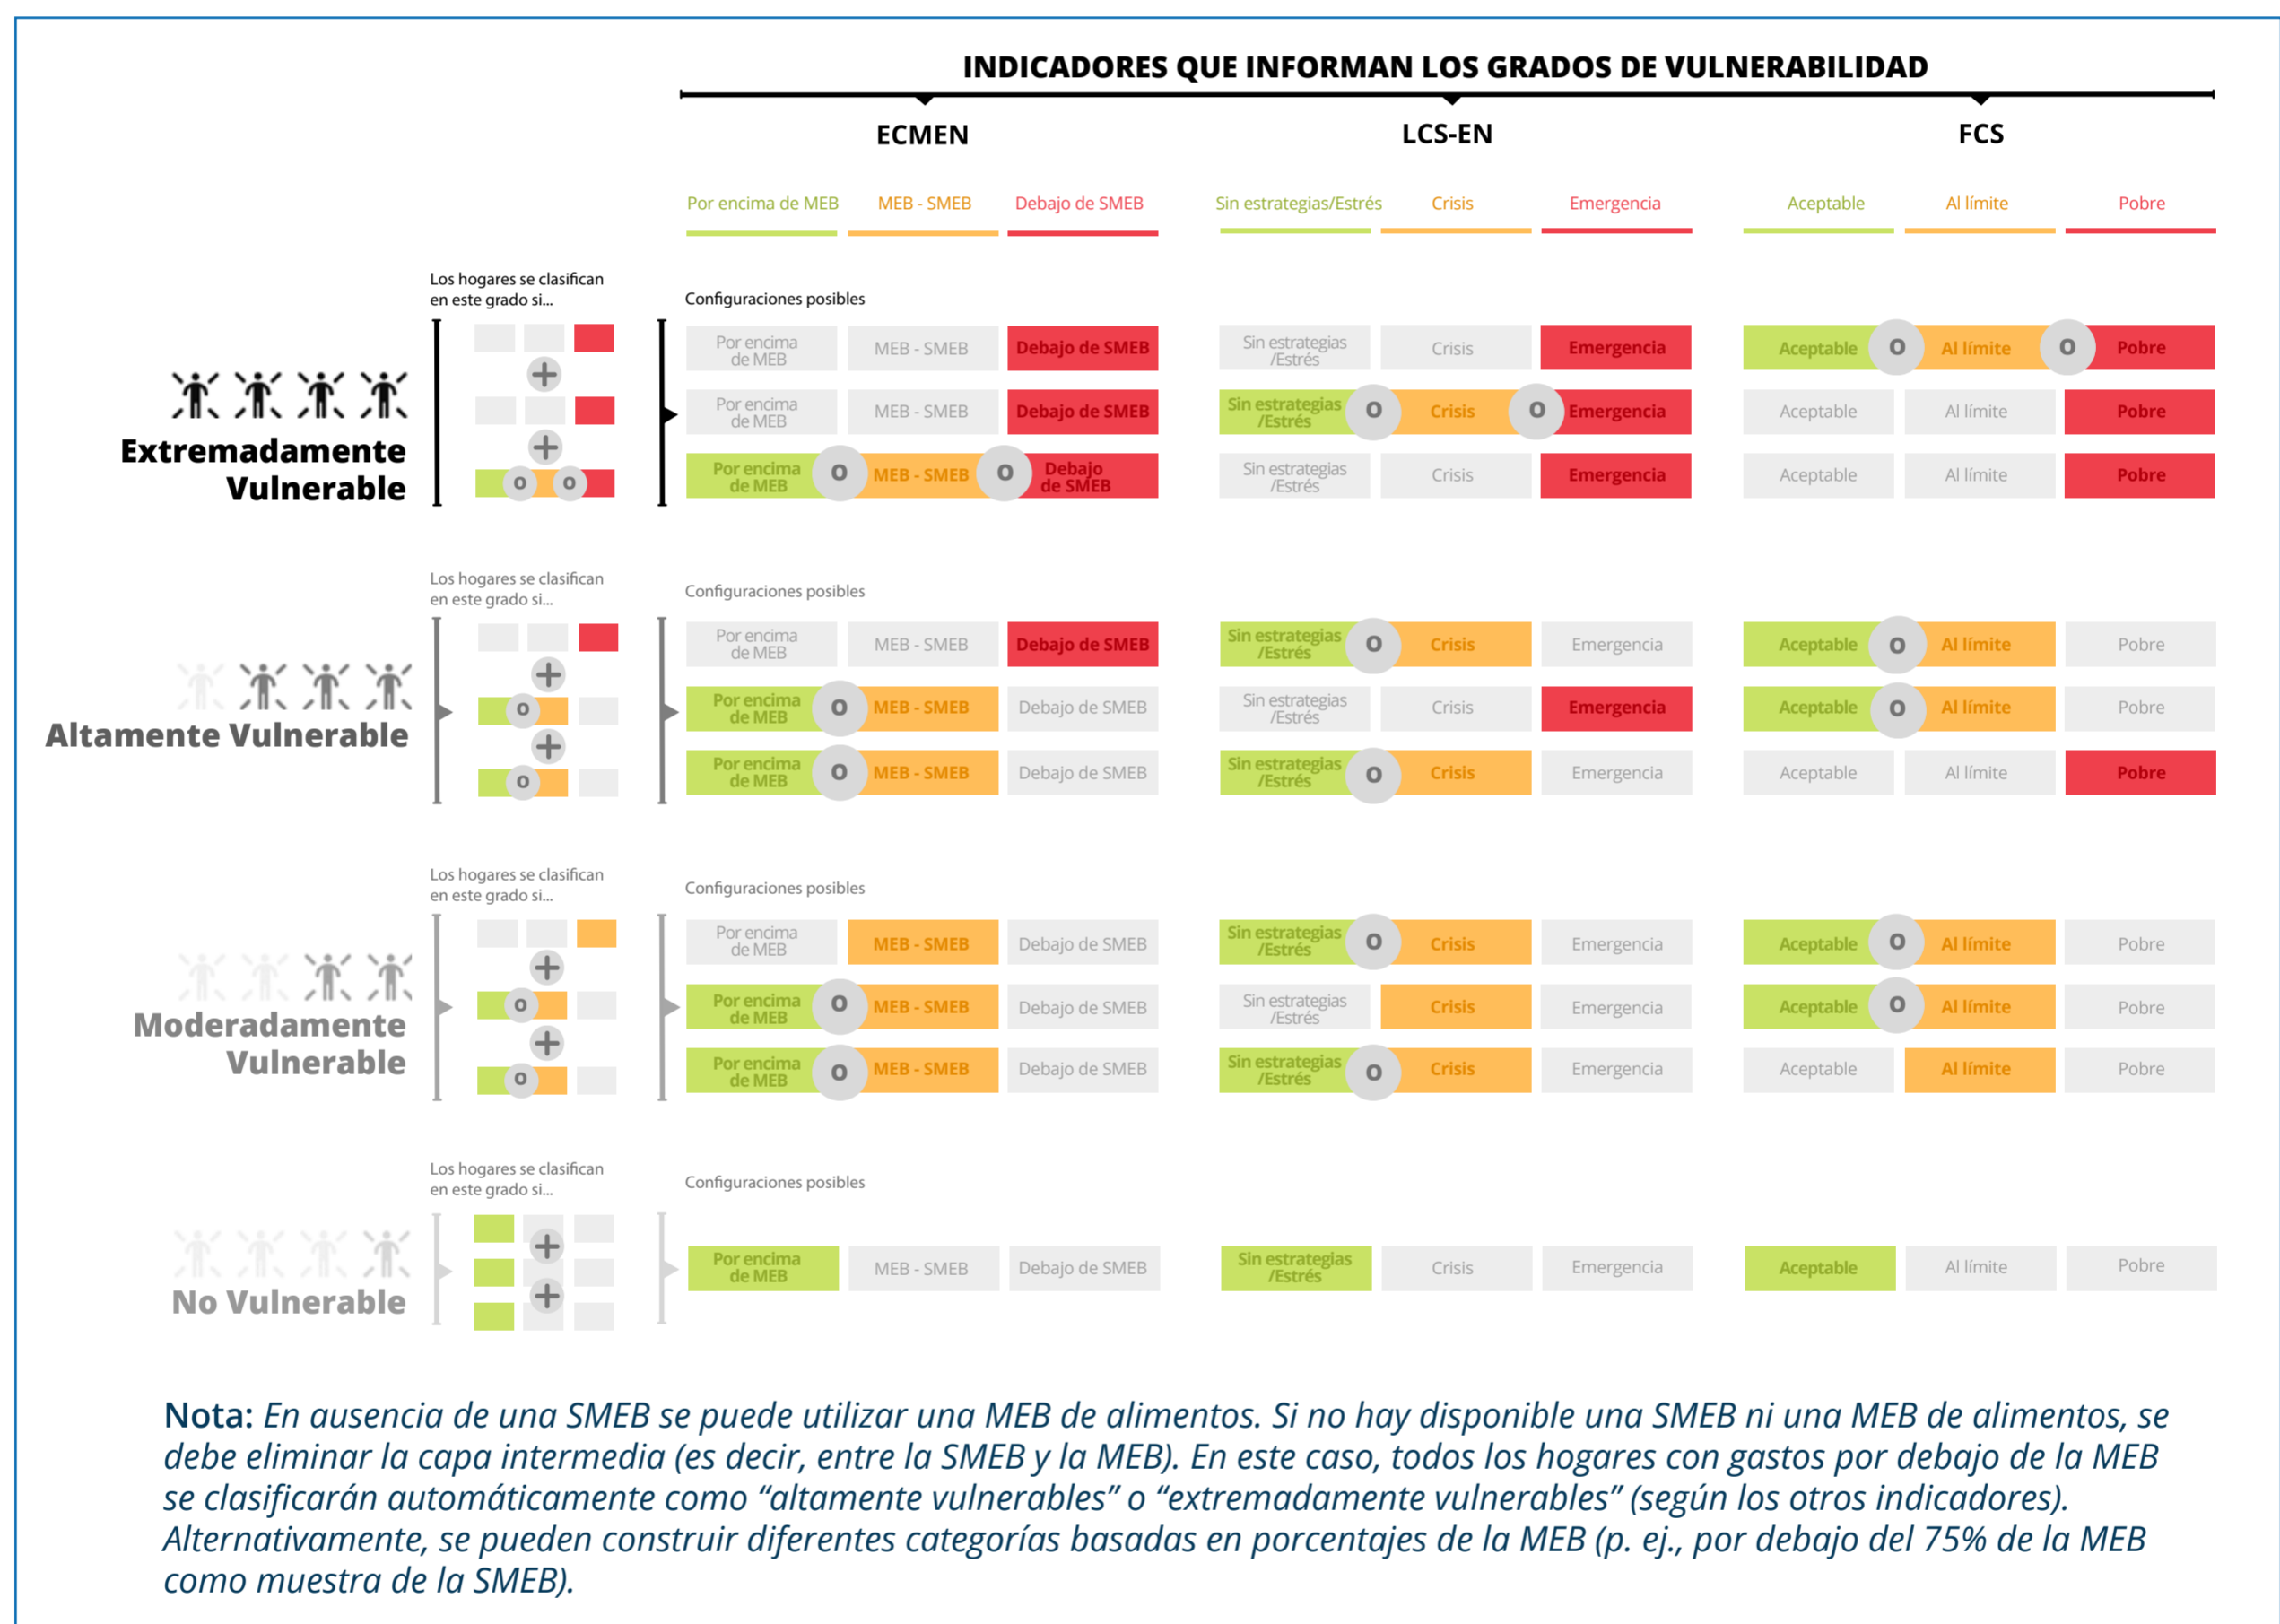 INDICADORES QUE INFORMAN LOS GRADOS DE VULNERABILIDAD
ECMEN LCS-EN FCS
Por encima de MEB MEB - SMEB Debajo de SMEB Sin estrategias/Estrés Crisis Emergencia Aceptable Al límite Pobre
Los hogares se clasifican
en este grado si...
Configuraciones posibles
Extremadamente
Vulnerable
+
+
o o
Por encima
de MEB
MEB - SMEB Debajo de SMEB
Sin estrategias
/Estrés
Crisis Emergencia Aceptable o Al límite o Pobre
Por encima
de MEB
MEB - SMEB Debajo de SMEB
Sin estrategias
/Estrés
o Crisis o Emergencia Aceptable Al límite Pobre
Por encima
de MEB
o MEB - SMEB o
Debajo
de SMEB
Sin estrategias
/Estrés
Crisis Emergencia Aceptable Al límite Pobre
Los hogares se clasifican
en este grado si...
Configuraciones posibles
Altamente Vulnerable
+
o
+
o
Por encima
de MEB
MEB - SMEB Debajo de SMEB
Sin estrategias
/Estrés
o Crisis Emergencia Aceptable o Al límite Pobre
Por encima
de MEB
o MEB - SMEB Debajo de SMEB
Sin estrategias
/Estrés
Crisis Emergencia Aceptable o Al límite Pobre
Por encima
de MEB
o MEB - SMEB Debajo de SMEB
Sin estrategias
/Estrés
o Crisis Emergencia Aceptable Al límite Pobre
Los hogares se clasifican
en este grado si...
Configuraciones posibles
Moderadamente
Vulnerable
+
o
+
o
Por encima
de MEB
MEB - SMEB Debajo de SMEB
Sin estrategias
/Estrés
o Crisis Emergencia Aceptable o Al límite Pobre
Por encima
de MEB
o MEB - SMEB Debajo de SMEB
Sin estrategias
/Estrés
Crisis Emergencia Aceptable o Al límite Pobre
Por encima
de MEB
o MEB - SMEB Debajo de SMEB
Sin estrategias
/Estrés
o Crisis Emergencia Aceptable Al límite Pobre
Los hogares se clasifican
en este grado si...
Configuraciones posibles
No Vulnerable
+
+
Por encima
de MEB
MEB - SMEB Debajo de SMEB
Sin estrategias
/Estrés
Crisis Emergencia Aceptable Al límite Pobre
Nota: En ausencia de una SMEB se puede utilizar una MEB de alimentos. Si no hay disponible una SMEB ni una MEB de alimentos, se
debe eliminar la capa intermedia (es decir, entre la SMEB y la MEB). En este caso, todos los hogares con gastos por debajo de la MEB
se clasificarán automáticamente como “altamente vulnerables” o “extremadamente vulnerables” (según los otros indicadores).
Alternativamente, se pueden construir diferentes categorías basadas en porcentajes de la MEB (p. ej., por debajo del 75% de la MEB
como muestra de la SMEB).